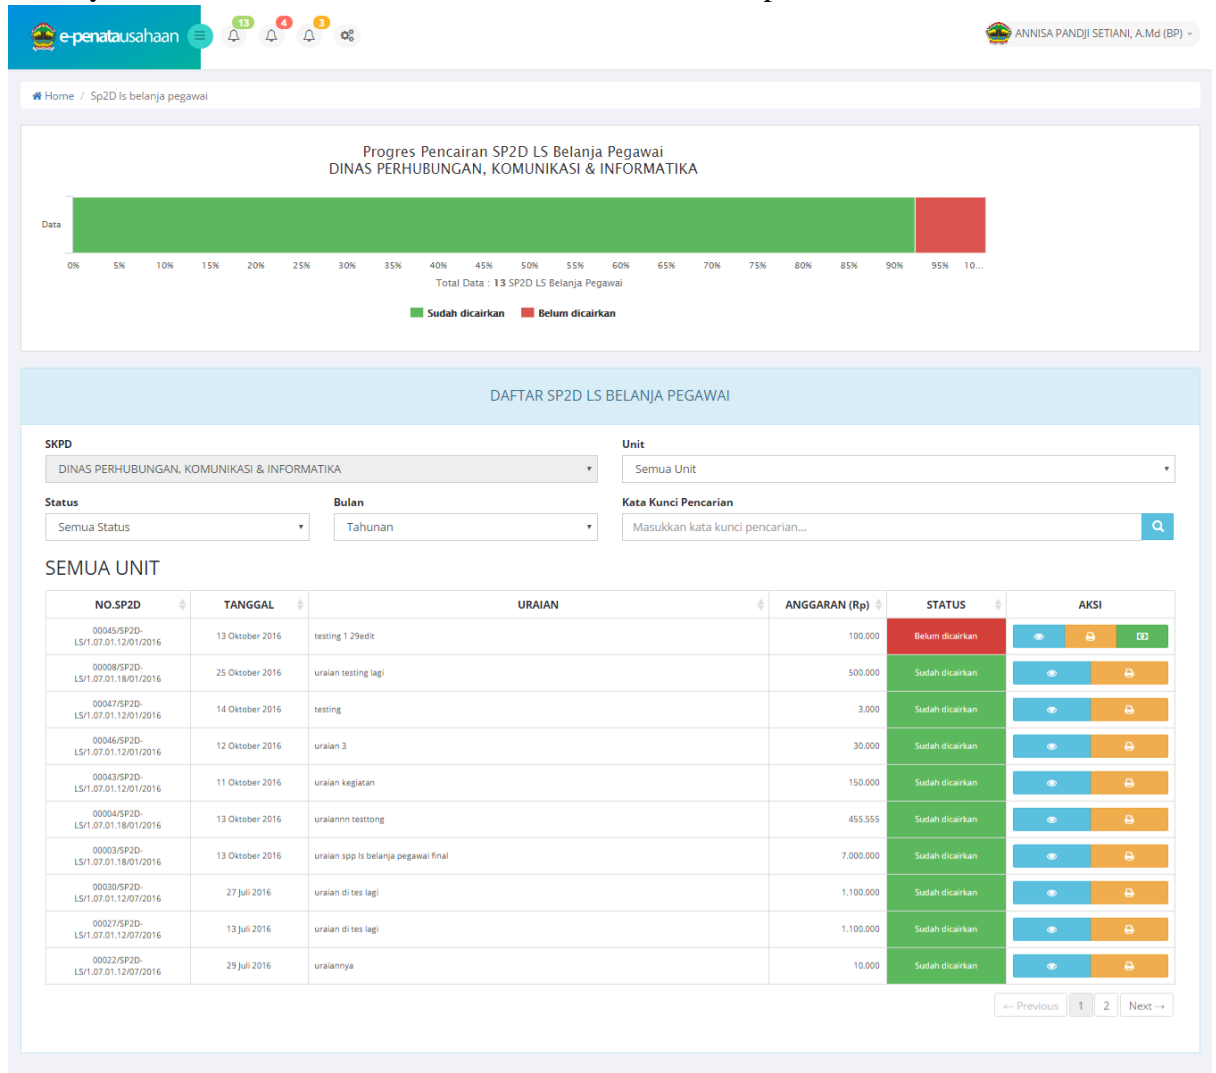 e-penatausahaan
13
4
3
ANNISA PANDJI SETIANI, A.Md (BP)
Home / Sp2D ls belanja pegawai
Progres Pencairan SP2D LS Belanja Pegawai
DINAS PERHUBUNGAN, KOMUNIKASI & INFORMATIKA
Data
0% 5% 10% 15% 20% 25% 30% 35% 40% 45% 50% 55% 60% 65% 70% 75% 80% 85% 90% 95% 10...
Total Data : 13 SP2D LS Belanja Pegawai
Sudah dicairkan Belum dicairkan
DAFTAR SP2D LS BELANJA PEGAWAI
SKPD Unit
DINAS PERHUBUNGAN, KOMUNIKASI & INFORMATIKA Semua Unit
Status Bulan Kata Kunci Pencarian
Semua Status Tahunan Masukkan kata kunci pencarian...
SEMUA UNIT
NO.SP2D TANGGAL URAIAN ANGGARAN (Rp) STATUS AKSI
00045/SP2D-
LS/1.07.01.12/01/2016 13 Oktober 2016 testing 1 29edit 100.000 Belum dicairkan
00008/SP2D-
LS/1.07.01.18/01/2016 25 Oktober 2016 uraian testing lagi 500.000 Sudah dicairkan
00047/SP2D-
LS/1.07.01.12/01/2016 14 Oktober 2016 testing 3.000 Sudah dicairkan
00046/SP2D-
LS/1.07.01.12/01/2016 12 Oktober 2016 uraian 3 30.000 Sudah dicairkan
00043/SP2D-
LS/1.07.01.12/01/2016 11 Oktober 2016 uraian kegiatan 150.000 Sudah dicairkan
00004/SP2D-
LS/1.07.01.18/01/2016 13 Oktober 2016 uraiannn testtong 455.555 Sudah dicairkan
00003/SP2D-
LS/1.07.01.18/01/2016 13 Oktober 2016 uraian spp ls belanja pegawai final 7.000.000 Sudah dicairkan
00030/SP2D-
LS/1.07.01.12/07/2016 27 Juli 2016 uraian di tes lagi 1.100.000 Sudah dicairkan
00027/SP2D-
LS/1.07.01.12/07/2016 13 Juli 2016 uraian di tes lagi 1.100.000 Sudah dicairkan
00022/SP2D-
LS/1.07.01.12/07/2016 29 Juli 2016 uraiannya 10.000 Sudah dicairkan
← Previous 1 2 Next →